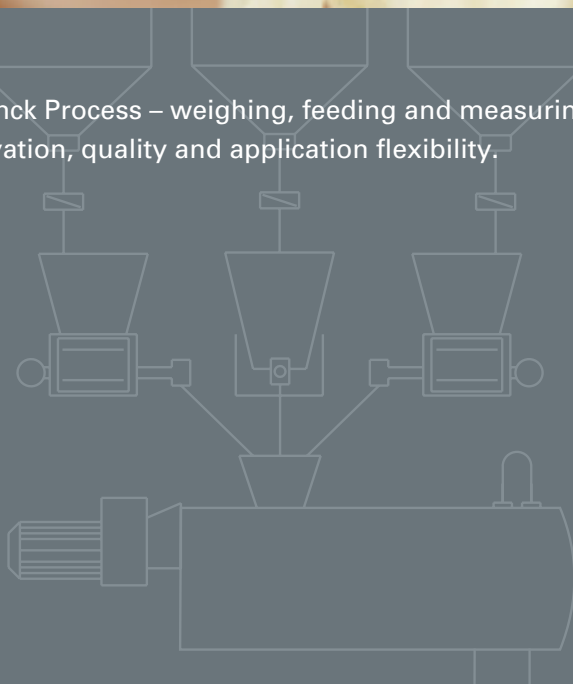 nck Process – weighing, feeding and measurin
vation, quality and application flexibility.